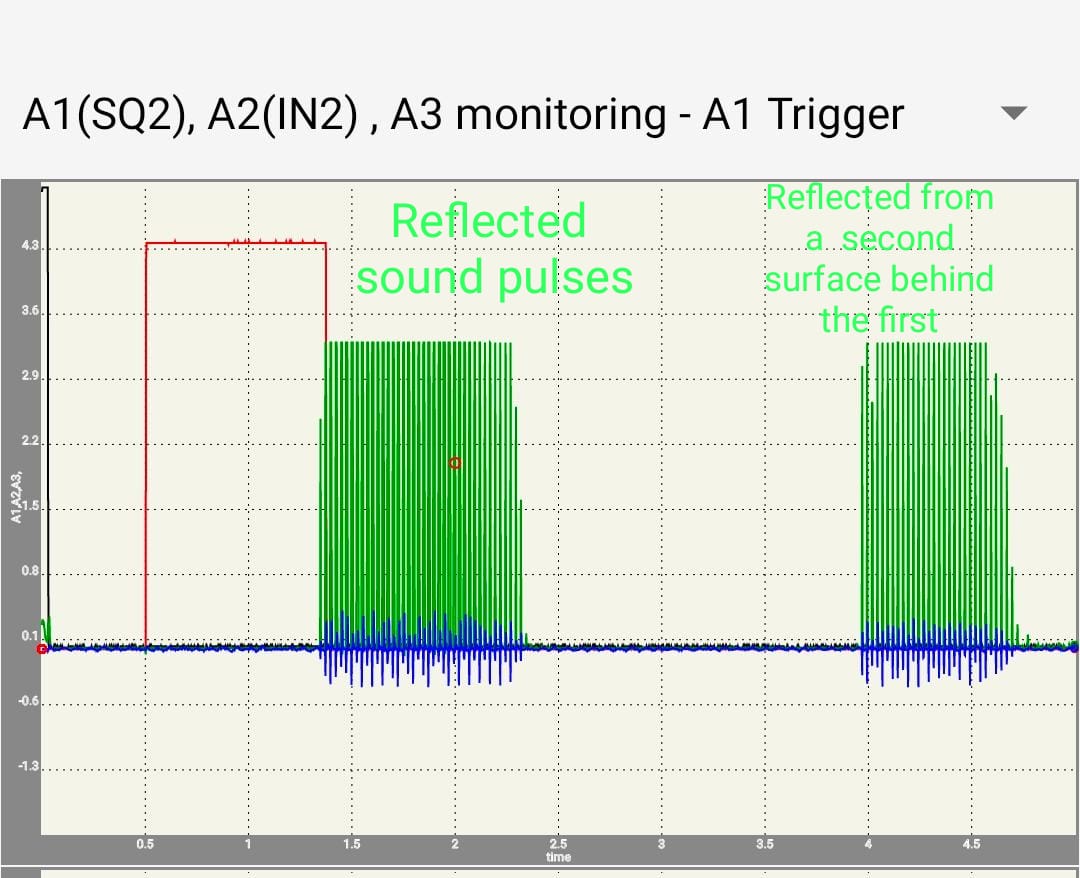 A1(SQ2), A2(IN2) , A3 monitoring - A1 Trigger
Reflected
sound pulses
Reflected from
a second
surface behind
the first
4.3
3.6
2.9
2.2
1.5
0.8
0.1
-0.6
-1.3
A1,A2,A3,
0.5
1
1.5
2
2.5
3
3.5
4
4.5
time